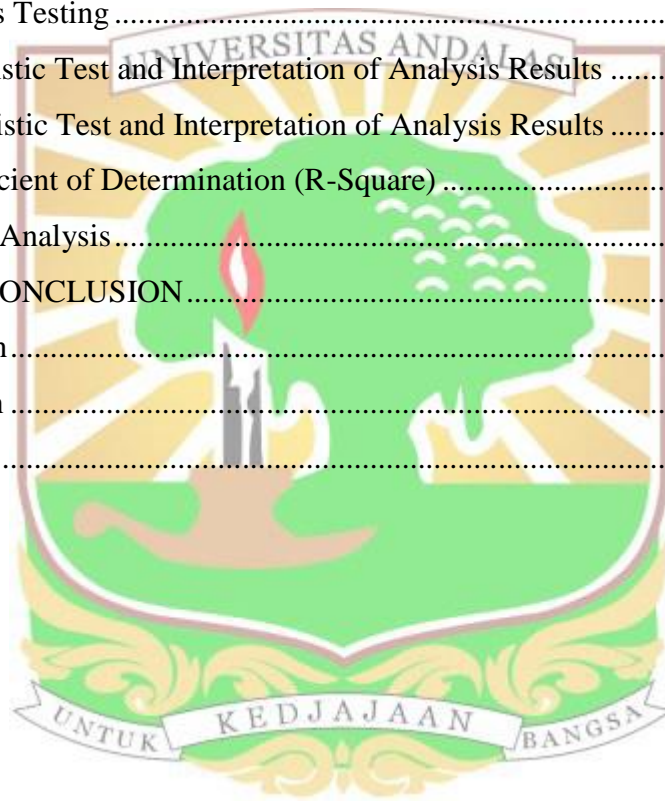 s Testing ........................................................................
UNIVERSITAS ANDALAS
istic Test and Interpretation of Analysis Results .......
istic Test and Interpretation of Analysis Results .......
cient of Determination (R-Square) ..............................
Analysis ........................................................................
ONCLUSION ................................................................
n ....................................................................................
n ....................................................................................
....................................................................................
UNTUK KEDJAJAAN BANGSA